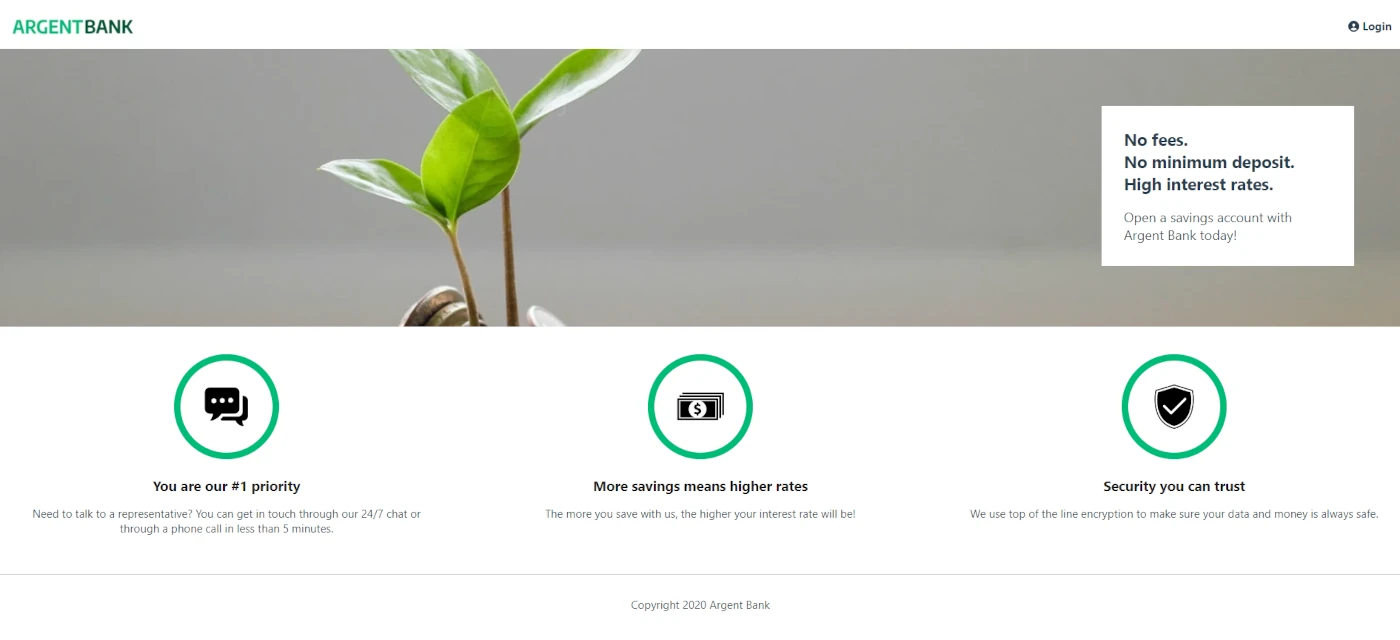 ARGENTBANK
Login
No fees.
No minimum deposit.
High interest rates.
Open a savings account with
Argent Bank today!
You are our #1 priority
Need to talk to a representative? You can get in touch through our 24/7 chat or
through a phone call in less than 5 minutes.
$
More savings means higher rates
The more you save with us, the higher your interest rate will be!
Security you can trust
We use top of the line encryption to make sure your data and money is always safe.
Copyright 2020 Argent Bank